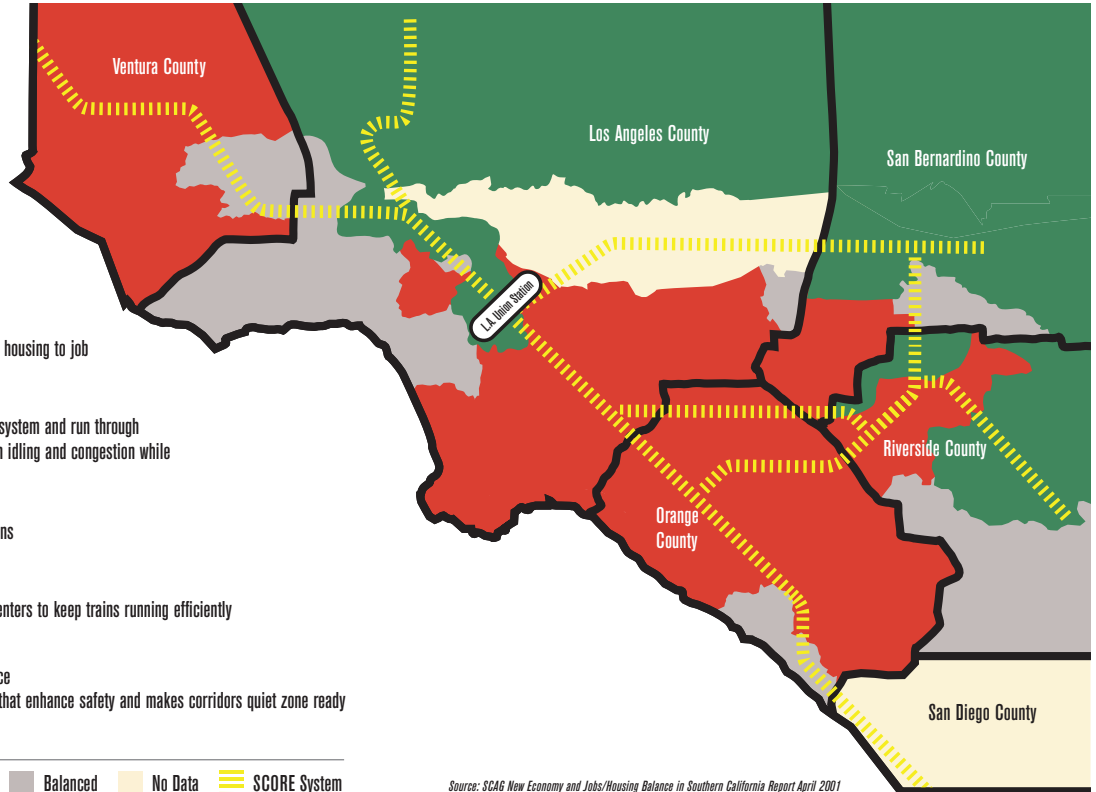 Ventura County
Los Angeles County
San Bernardino County
L.A. Union Station
housing to job
system and run through
idling and congestion while
Riverside County
Orange
County
ns
enters to keep trains running efficiently
ce
that enhance safety and makes corridors quiet zone ready
San Diego County
Balanced
No Data
SCORE System
Source: SCAG New Economy and Jobs/Housing Balance in Southern California Report April 2001